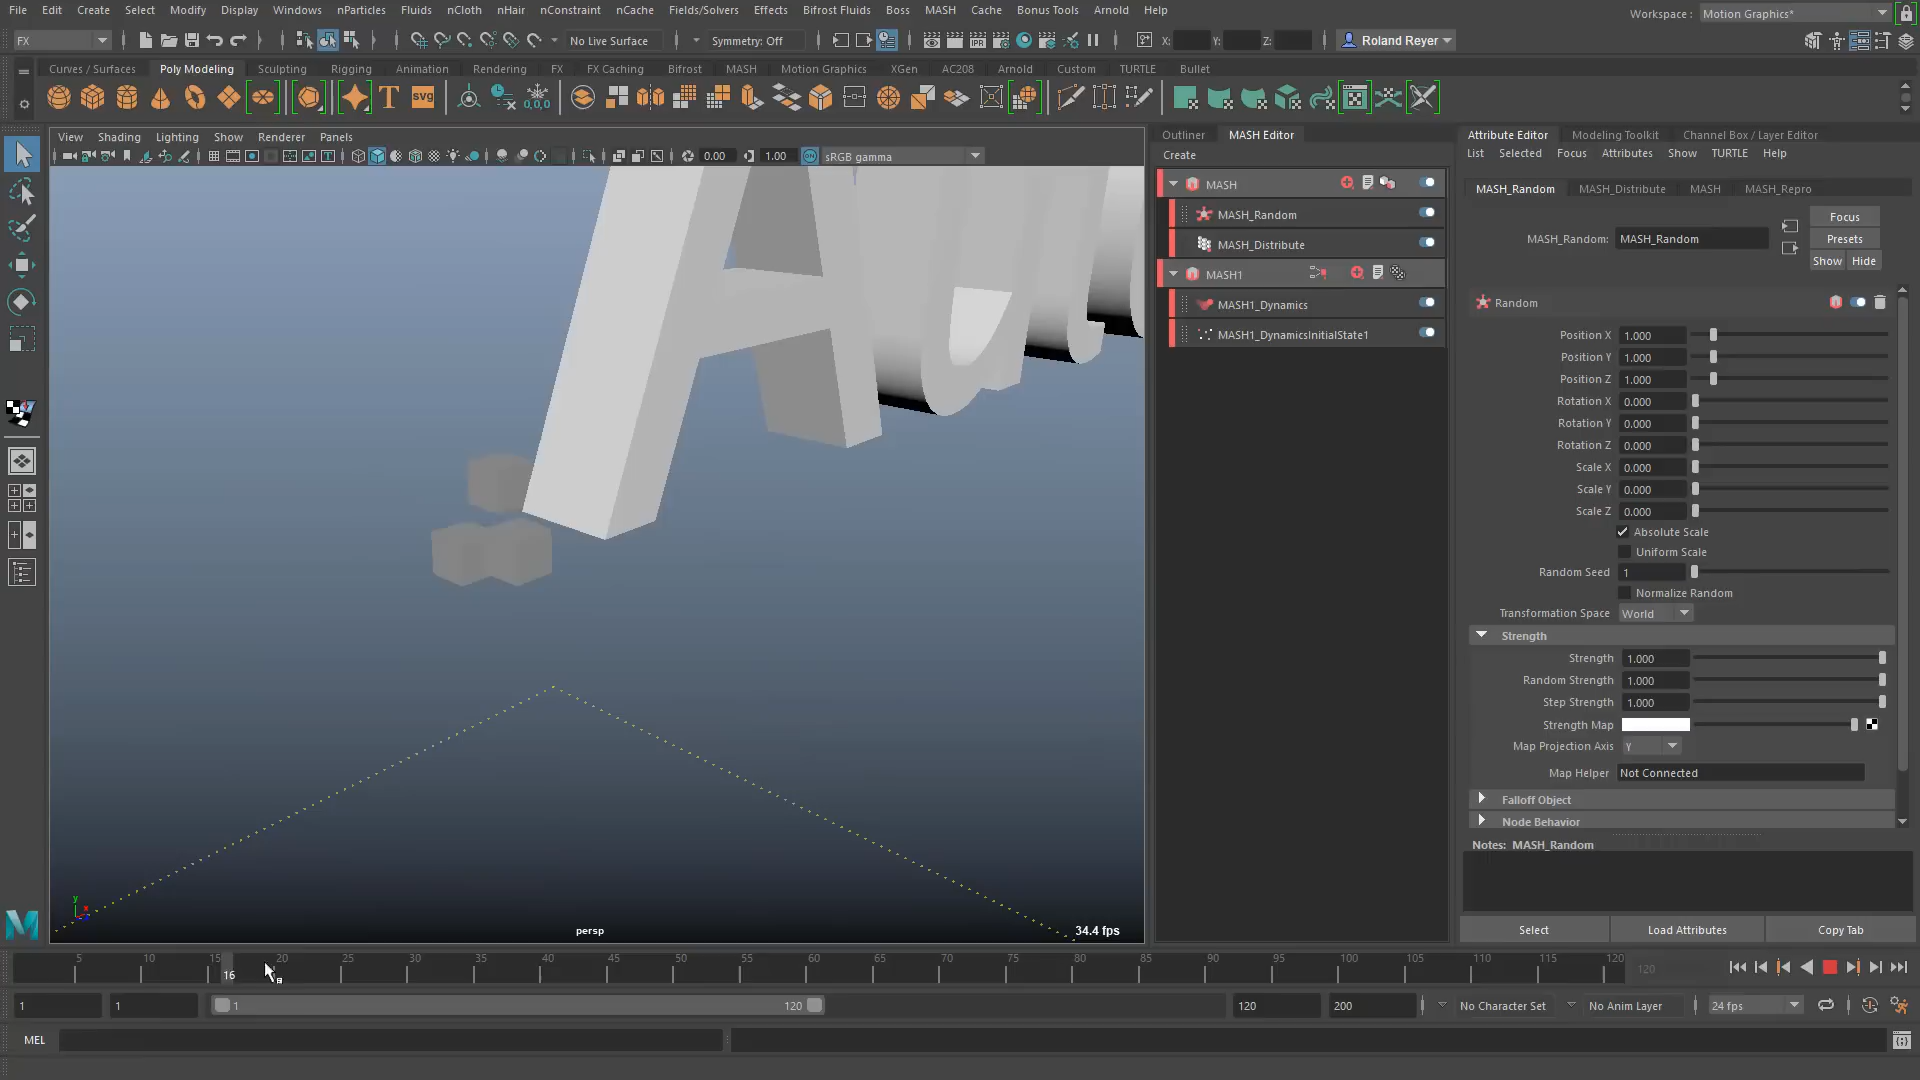 File Edit Create Select Modify Display Windows nParticles Fluids nCloth nHair nConstraint nCache Fields/Solvers Effects Bifrost Fluids Boss MASH Cache Bonus Tools Arnold Help
Workspace : Motion Graphics*
FX No Live Surface Symmetry: Off X: Y: Z: Roland Reyer
Curves / Surfaces Poly Modeling Sculpting Rigging Animation Rendering FX FX Caching Bifrost MASH Motion Graphics XGen AC208 Arnold Custom TURTLE Bullet
T svg 0,0,0
View Shading Lighting Show Renderer Panels
0.00 1.00 sRGB gamma
persp
34.4 fps
Outliner MASH Editor
Create
MASH
MASH_Random
MASH_Distribute
MASH1
MASH1_Dynamics
MASH1_DynamicsInitialState1
Attribute Editor Modeling Toolkit Channel Box / Layer Editor
List Selected Focus Attributes Show TURTLE Help
MASH_Random MASH_Distribute MASH MASH_Repro
Focus
MASH_Random: MASH_Random Presets
Show Hide
Random
Position X 1.000
Position Y 1.000
Position Z 1.000
Rotation X 0.000
Rotation Y 0.000
Rotation Z 0.000
Scale X 0.000
Scale Y 0.000
Scale Z 0.000
Absolute Scale
Uniform Scale
Random Seed 1
Normalize Random
Transformation Space World
Strength
Strength 1.000
Random Strength 1.000
Step Strength 1.000
Strength Map
Map Projection Axis Y
Map Helper Not Connected
Falloff Object
Node Behavior
Notes: MASH_Random
Select Load Attributes Copy Tab
5 10 15 20 25 30 35 40 45 50 55 60 65 70 75 80 85 90 95 100 105 110 115 120
16 120
1 1 1 120 120 200 No Character Set No Anim Layer 24 fps
MEL